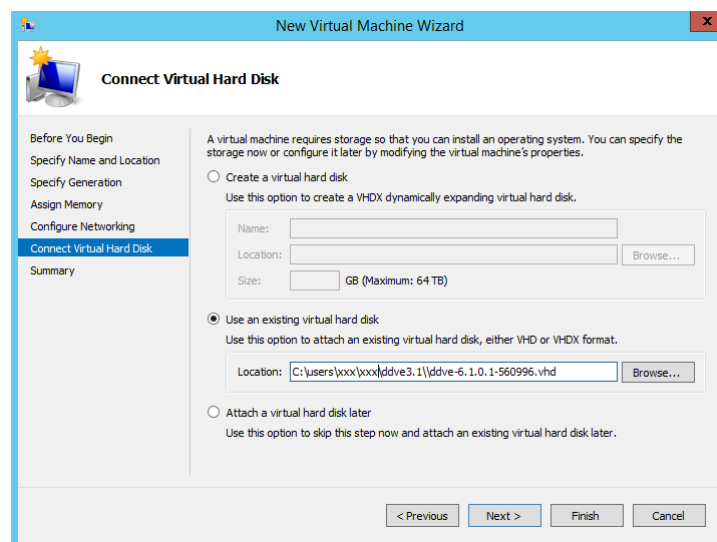 New Virtual Machine Wizard
x
Connect Virtual Hard Disk
Before You Begin
Specify Name and Location
Specify Generation
Assign Memory
Configure Networking
Connect Virtual Hard Disk
Summary
A virtual machine requires storage so that you can install an operating system. You can specify the
storage now or configure it later by modifying the virtual machine's properties.
Create a virtual hard disk
Use this option to create a VHDX dynamically expanding virtual hard disk.
Name:
Location:
Browse...
Size:
GB (Maximum: 64 TB)
Use an existing virtual hard disk
Use this option to attach an existing virtual hard disk, either VHD or VHDX format.
Location: C:\users\xxx\xxx\ddve3.1\\ddve-6.1.0.1-560996.vhd Browse...
Attach a virtual hard disk later
Use this option to skip this step now and attach an existing virtual hard disk later.
< Previous Next > Finish Cancel